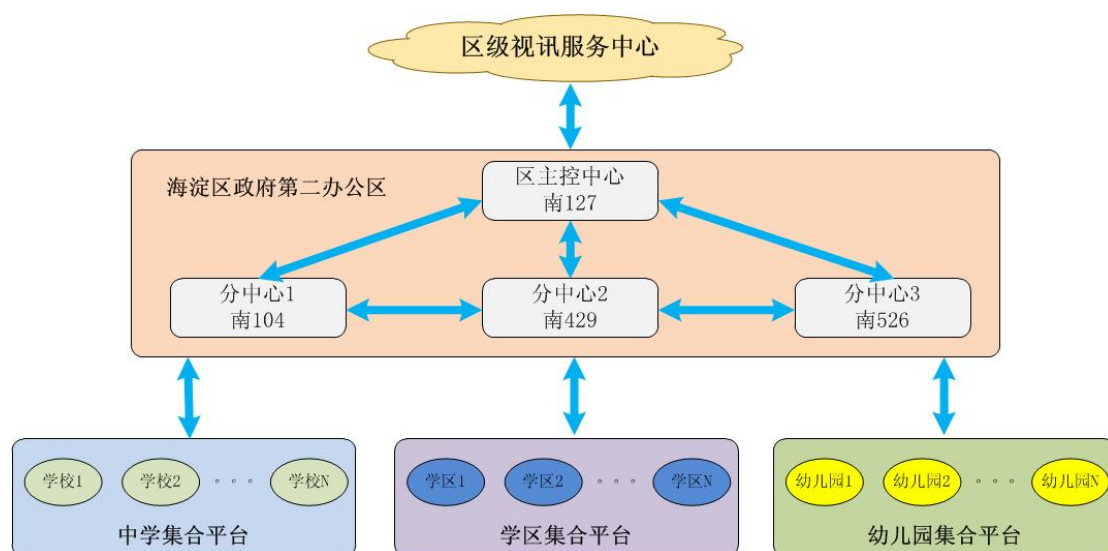 区级视讯服务中心
海淀区政府第二办公区
区主控中心
南127
分中心1
南104
分中心2
南429
分中心3
南526
学校1 学校2 。。。 学校N
中学集合平台
学区1 学区2 。。。 学区N
学区集合平台
幼儿园1 幼儿园2 。。。 幼儿园N
幼儿园集合平台